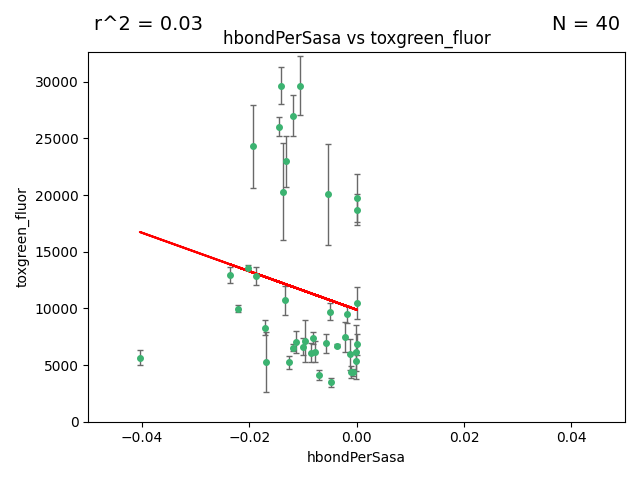 r^2 = 0.03
N = 40
hbondPerSasa vs toxgreen_fluor
30000
25000
20000
15000
10000
5000
0
toxgreen_fluor
−0.04
−0.02
0.00
0.02
0.04
hbondPerSasa